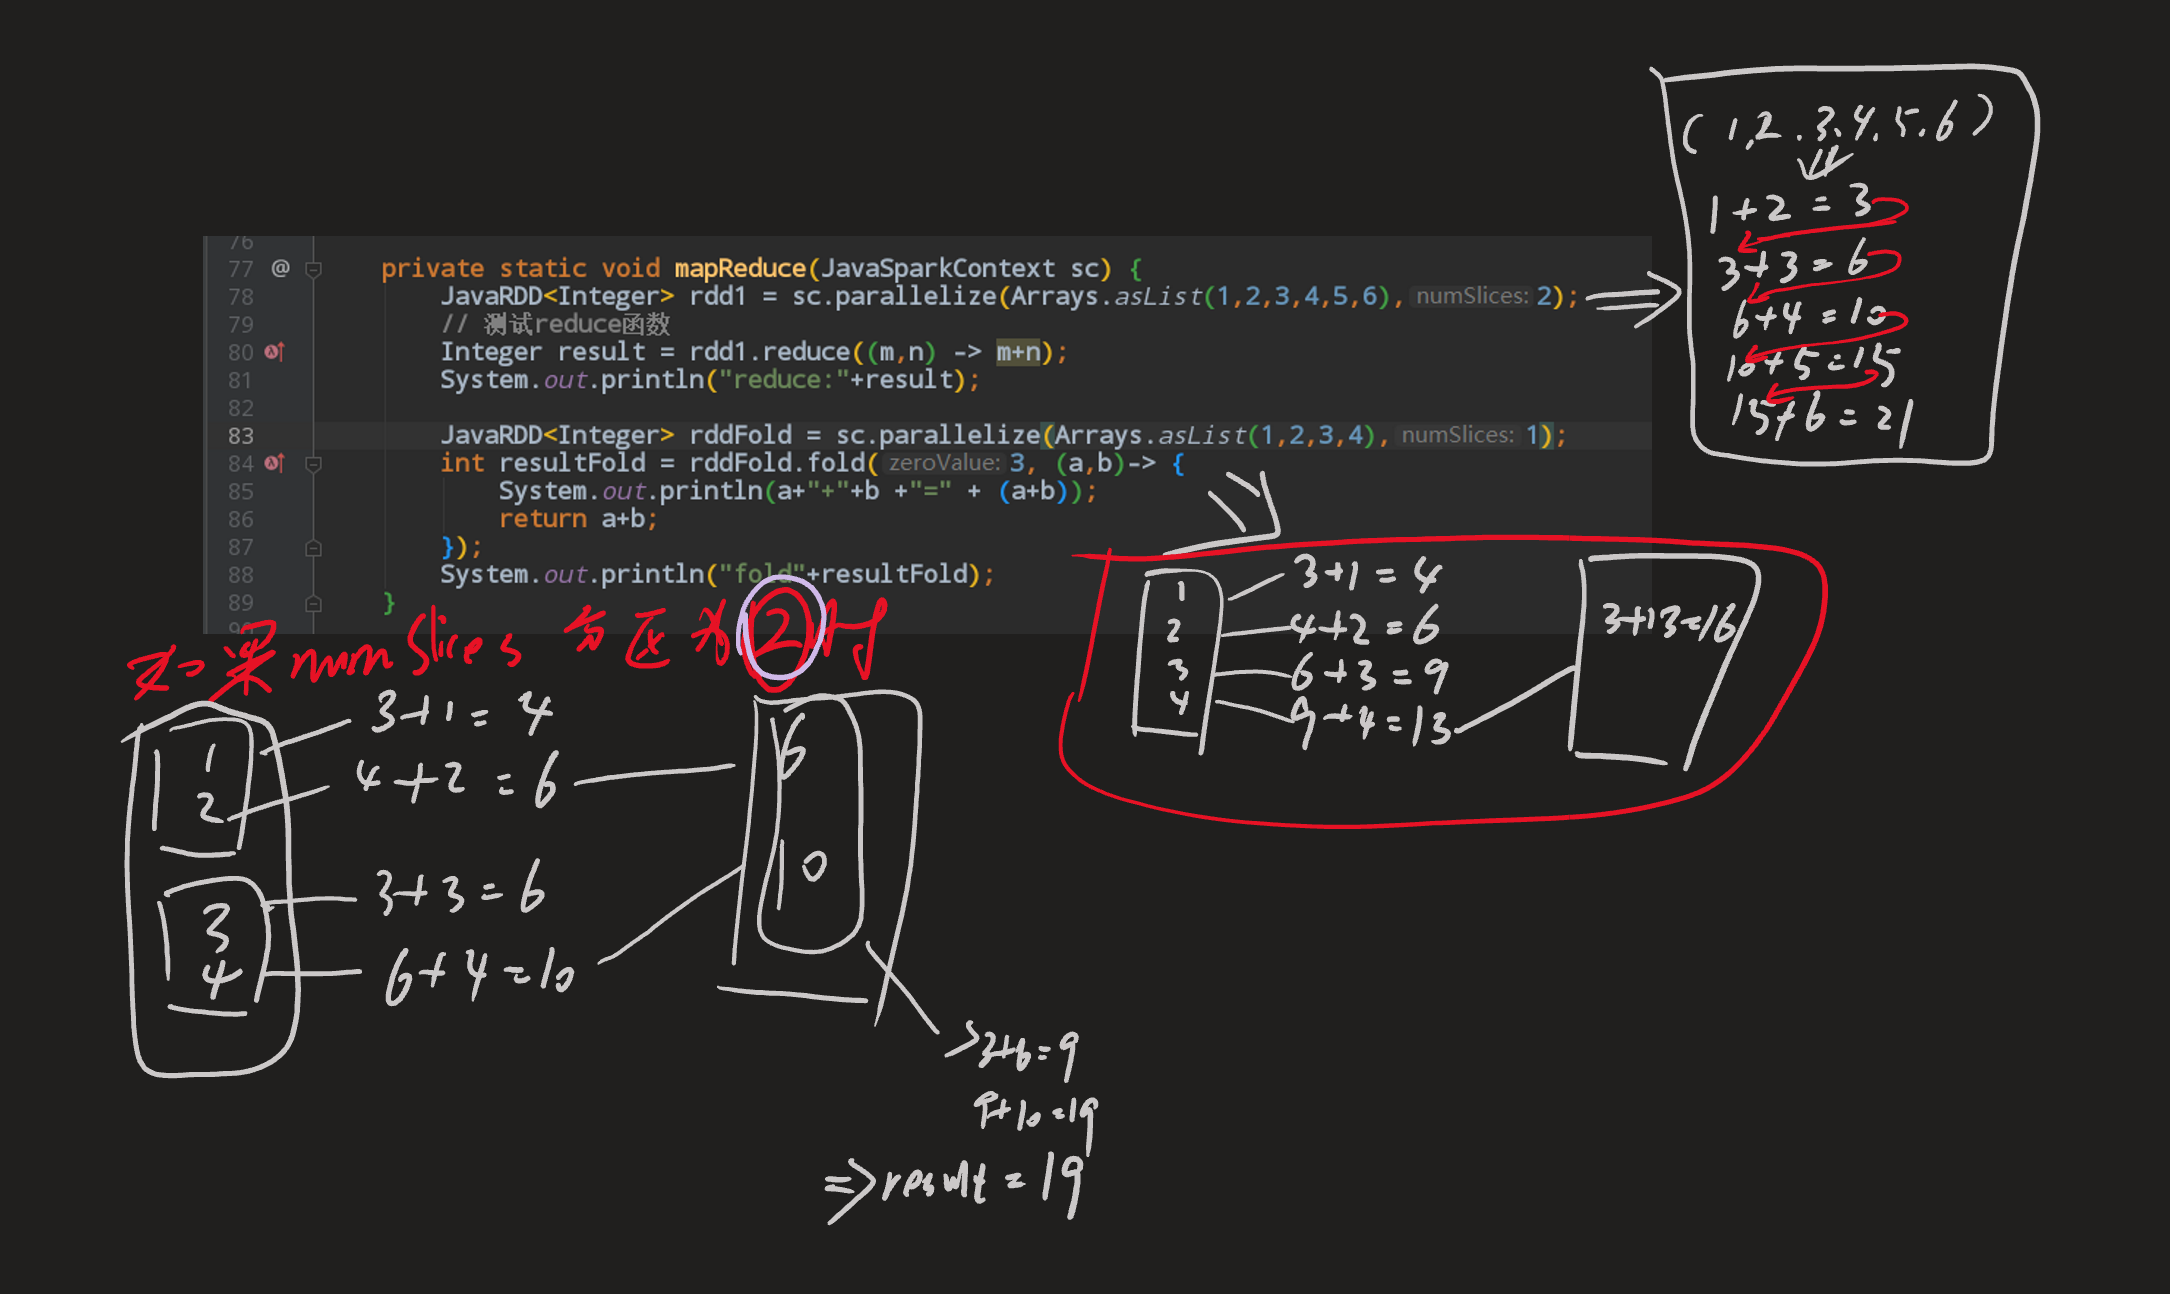 76
77 @ private static void mapReduce(JavaSparkContext sc) {
78 JavaRDD<Integer> rdd1 = sc.parallelize(Arrays.asList(1,2,3,4,5,6), numSlices: 2);
79 // 测试reduce函数
80 Integer result = rdd1.reduce((m,n) -> m+n);
81 System.out.println("reduce:"+result);
82
83 JavaRDD<Integer> rddFold = sc.parallelize(Arrays.asList(1,2,3,4), numSlices: 1);
84 int resultFold = rddFold.fold( zeroValue: 3, (a,b)-> {
85 System.out.println(a+"+"+b +"=" + (a+b));
86 return a+b;
87 });
88 System.out.println("fold"+resultFold);
89 }
90
(1,2.3.4.5.6)
1+2=3
3+3=6
6+4=10
10+5=15
15+6=21
1
2
3
4
3+1=4
4+2=6
6+3=9
9+4=13
3+13=16
如果numSlices分区为2时
1
2
3
4
3+1=4
4+2=6
3+3=6
6+4=10
6
10
3+6=9
9+10=19
=>result=19